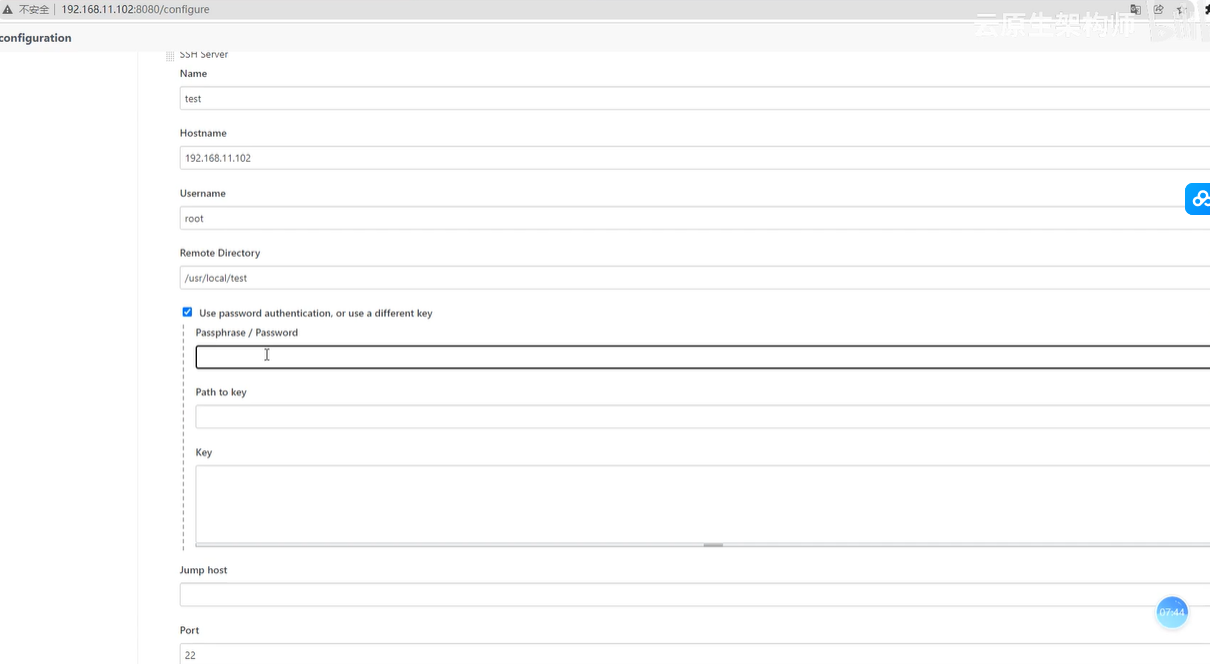 不安全 192.168.11.102:8080/configure
云原生架构师
configuration
SSH Server
Name
test
Hostname
192.168.11.102
Username
root
Remote Directory
/usr/local/test
Use password authentication, or use a different key
Passphrase / Password
Path to key
Key
Jump host
07:44
Port
22